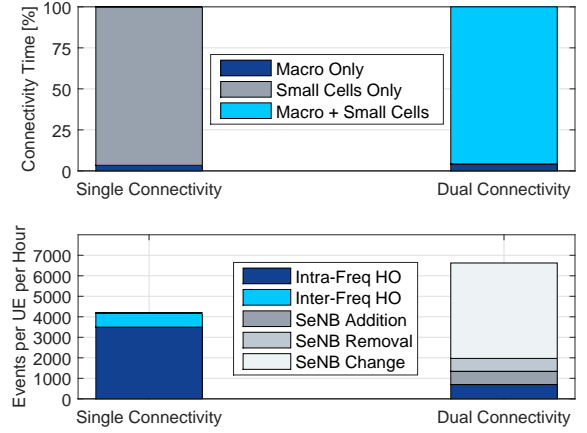 Connectivity Time [%]
100
75
50
25
0
Macro Only
Small Cells Only
Macro + Small Cells
Single Connectivity
Dual Connectivity
Events per UE per Hour
7000
6000
5000
4000
3000
2000
1000
0
Intra-Freq HO
Inter-Freq HO
SeNB Addition
SeNB Removal
SeNB Change
Single Connectivity
Dual Connectivity